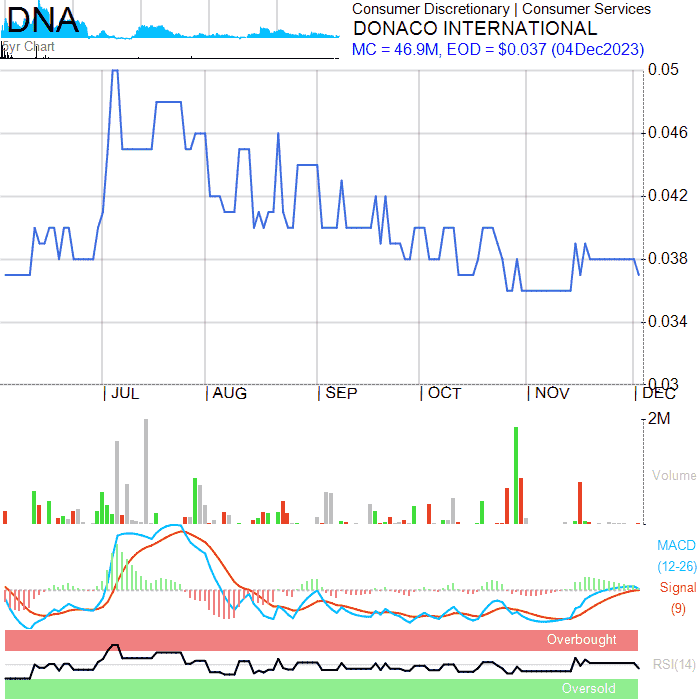 DNA
Consumer Discretionary | Consumer Services
DONACO INTERNATIONAL
MC = 46.9M, EOD = $0.037 (04Dec2023)
5yr Chart
0.05
0.046
0.042
0.038
0.034
0.03
| JUL | AUG | SEP | OCT | NOV | DEC
2M
Volume
MACD
(12-26)
Signal
(9)
Overbought
RSI(14)
Oversold